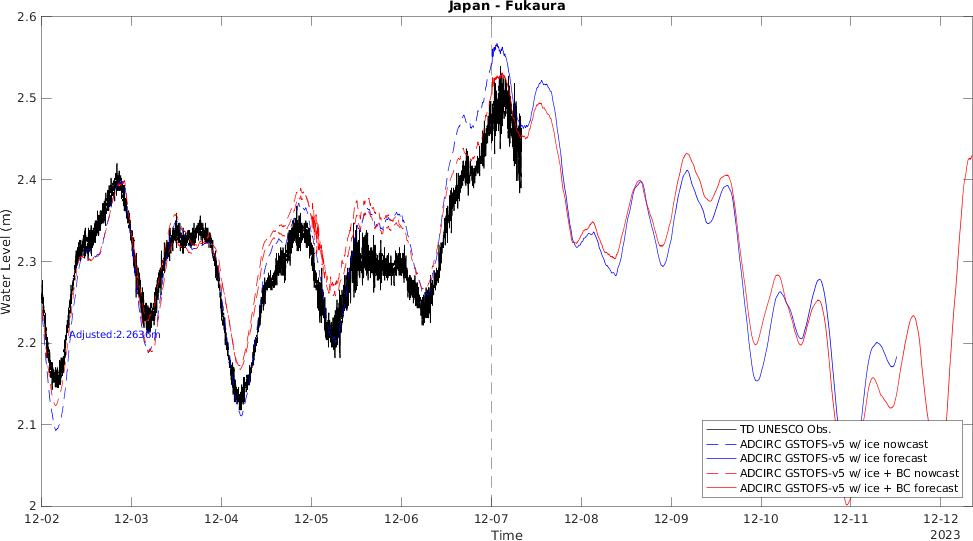 Japan - Fukaura
Water Level (m)
2.6
2.5
2.4
2.3
2.2
2.1
2
Adjusted:2.2636m
TD UNESCO Obs.
ADCIRC GSTOFS-v5 w/ ice nowcast
ADCIRC GSTOFS-v5 w/ ice forecast
ADCIRC GSTOFS-v5 w/ ice + BC nowcast
ADCIRC GSTOFS-v5 w/ ice + BC forecast
12-02 12-03 12-04 12-05 12-06 12-07 12-08 12-09 12-10 12-11 12-12
Time 2023